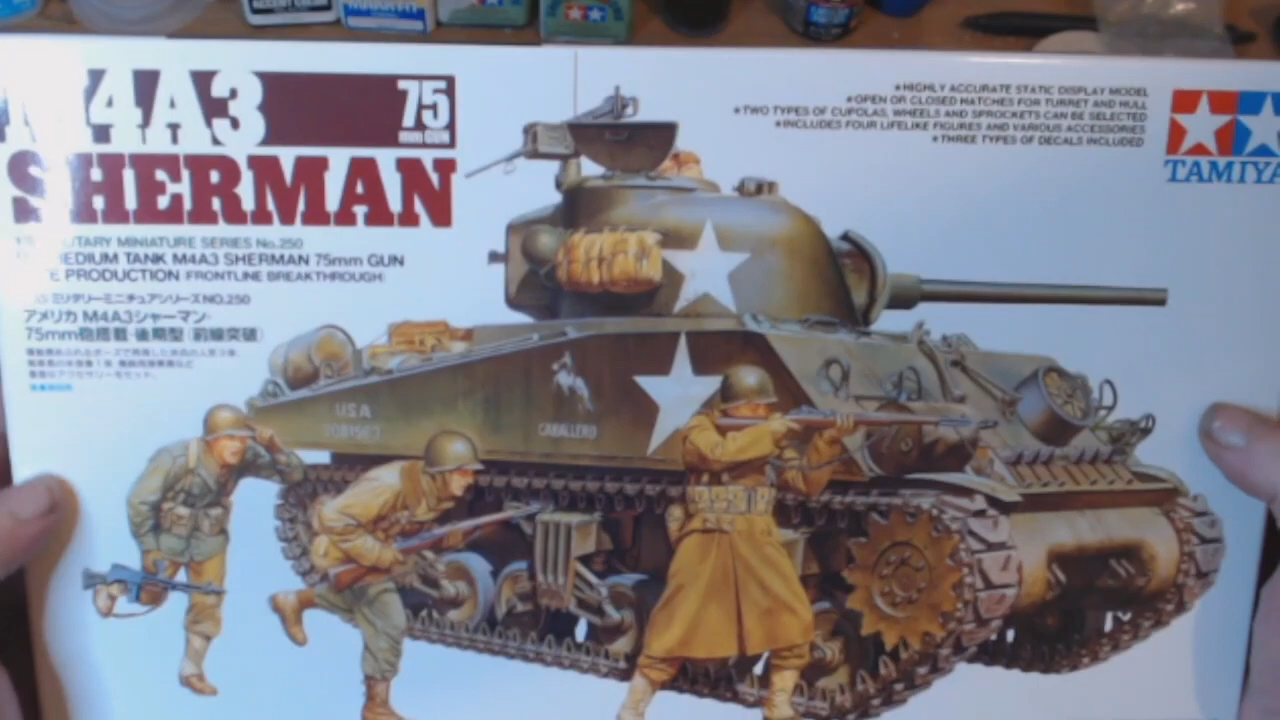 M4A3
75
mm GUN
SHERMAN
★HIGHLY ACCURATE STATIC DISPLAY MODEL
★OPEN OR CLOSED HATCHES FOR TURRET AND HULL
★TWO TYPES OF CUPOLAS, WHEELS AND SPROCKETS CAN BE SELECTED
★INCLUDES FOUR LIFELIKE FIGURES AND VARIOUS ACCESSORIES
★THREE TYPES OF DECALS INCLUDED
TAMIYA
MINIATURE SERIES No.250
MEDIUM TANK M4A3 SHERMAN 75mm GUN
PRODUCTION (FRONTLINE BREAKTHROUGH)
ミリタリーミニチュアシリーズ NO.250
アメリカ M4A3シャーマン
75mm砲搭載・後期型（前線突破）
U.S.A
CABALLERO